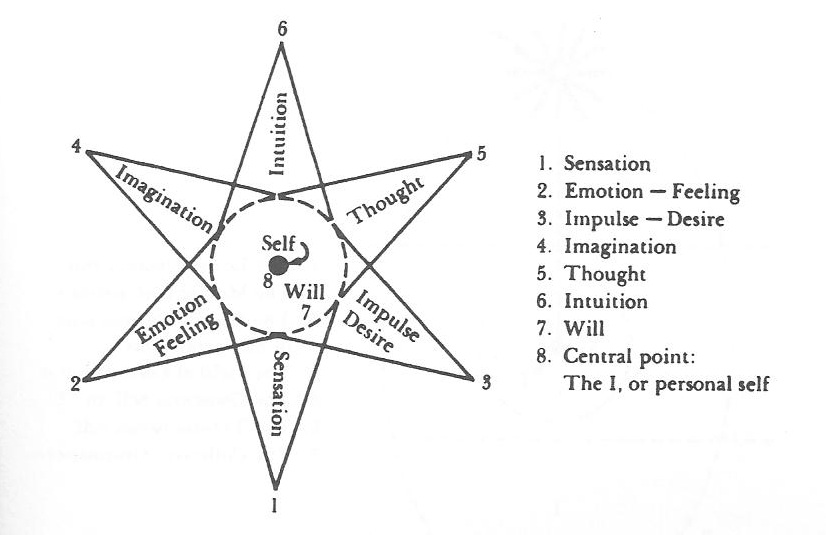 6
4
5
Intuition
Imagination
Thought
Self
8
Will
7
Emotion
Feeling
Impulse
Desire
Sensation
2
3
1
1. Sensation
2. Emotion — Feeling
3. Impulse — Desire
4. Imagination
5. Thought
6. Intuition
7. Will
8. Central point:
The I, or personal self